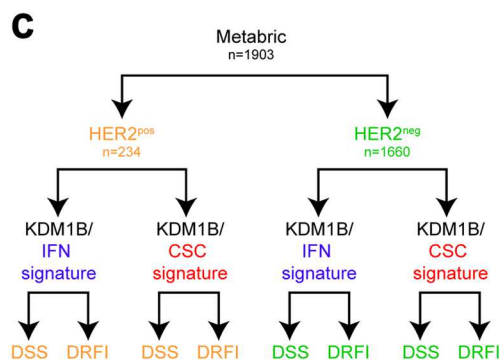 C
Metabric
n=1903
HER2pos HER2neg
n=234 n=1660
KDM1B/ KDM1B/ KDM1B/ KDM1B/
IFN CSC IFN CSC
signature signature signature signature
DSS DRFI DSS DRFI DSS DRFI DSS DRFI